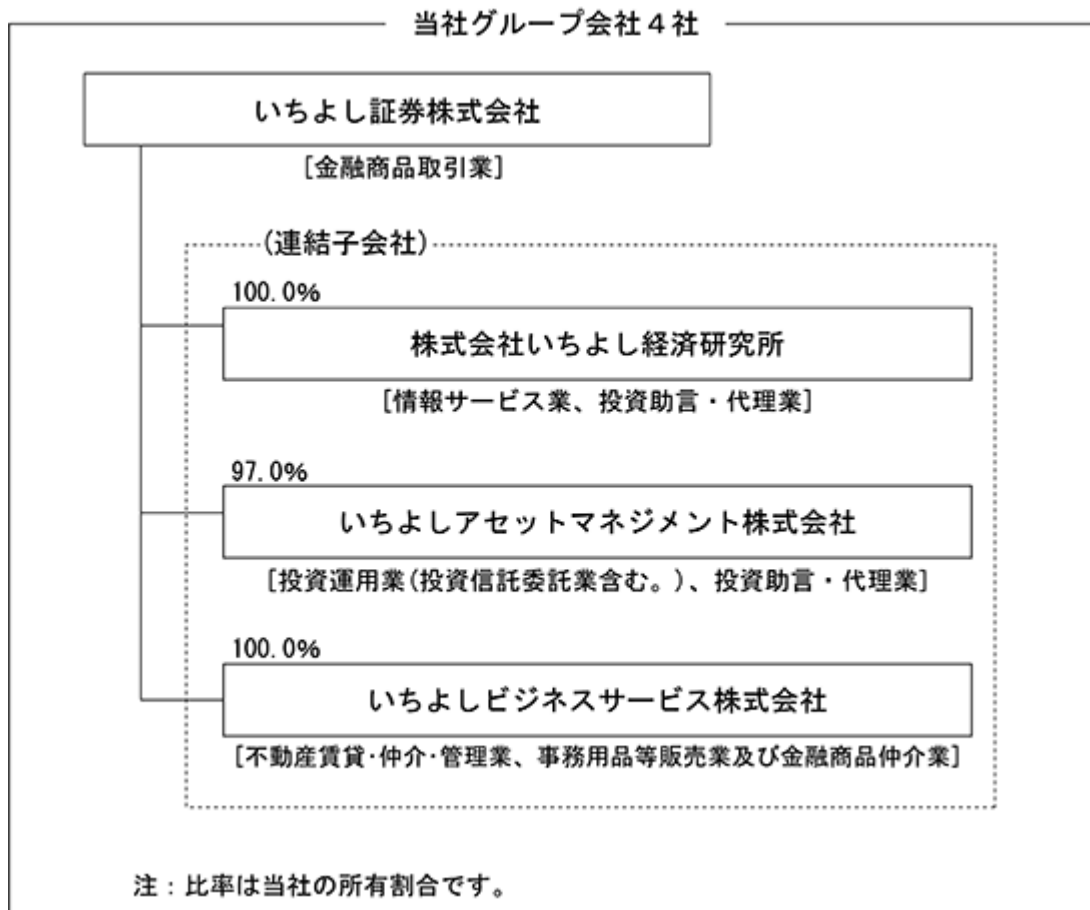 当社グループ会社４社
いちよし証券株式会社
[金融商品取引業]
(連結子会社)
100.0%
株式会社いちよし経済研究所
[情報サービス業、投資助言・代理業]
97.0%
いちよしアセットマネジメント株式会社
[投資運用業(投資信託委託業含む。)、投資助言・代理業]
100.0%
いちよしビジネスサービス株式会社
[不動産賃貸・仲介・管理業、事務用品等販売業及び金融商品仲介業]
注：比率は当社の所有割合です。